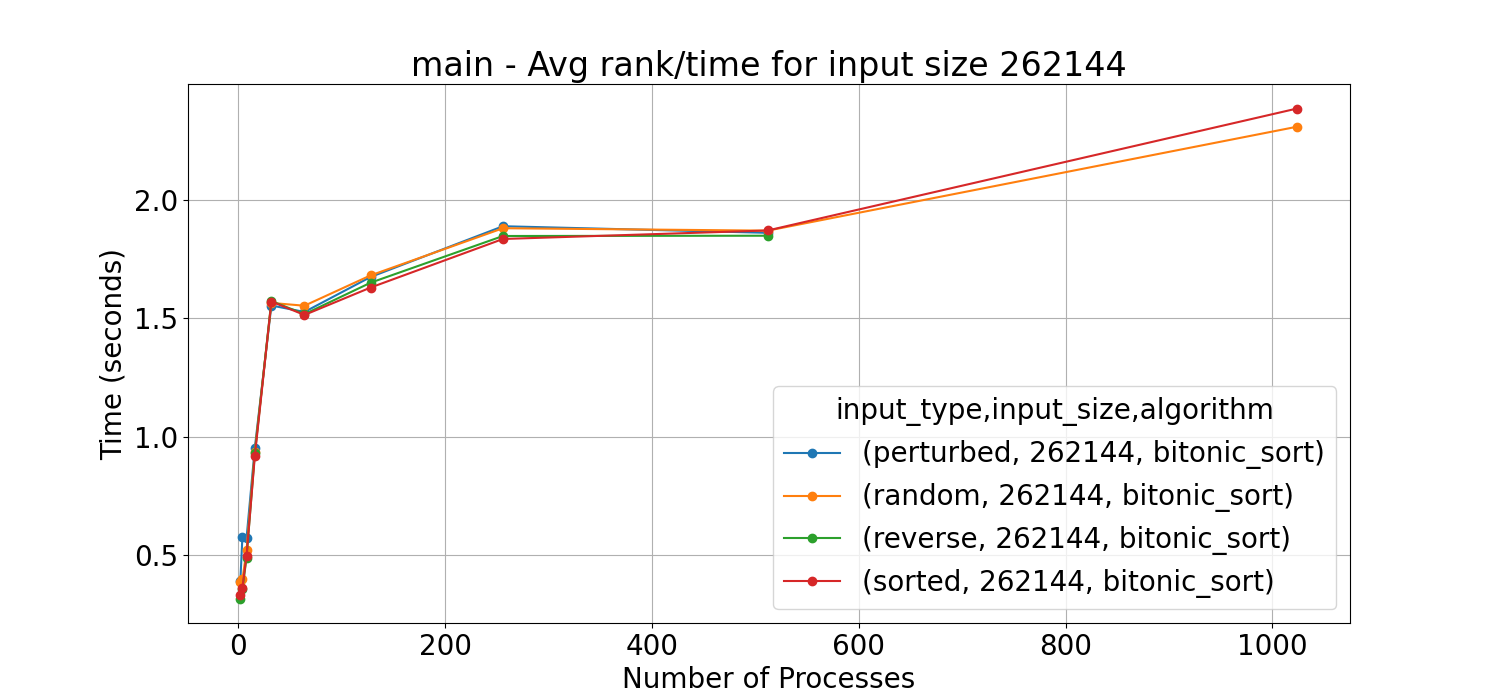 main - Avg rank/time for input size 262144
Time (seconds)
2.0
1.5
1.0
0.5
input_type,input_size,algorithm
(perturbed, 262144, bitonic_sort)
(random, 262144, bitonic_sort)
(reverse, 262144, bitonic_sort)
(sorted, 262144, bitonic_sort)
0 200 400 600 800 1000
Number of Processes